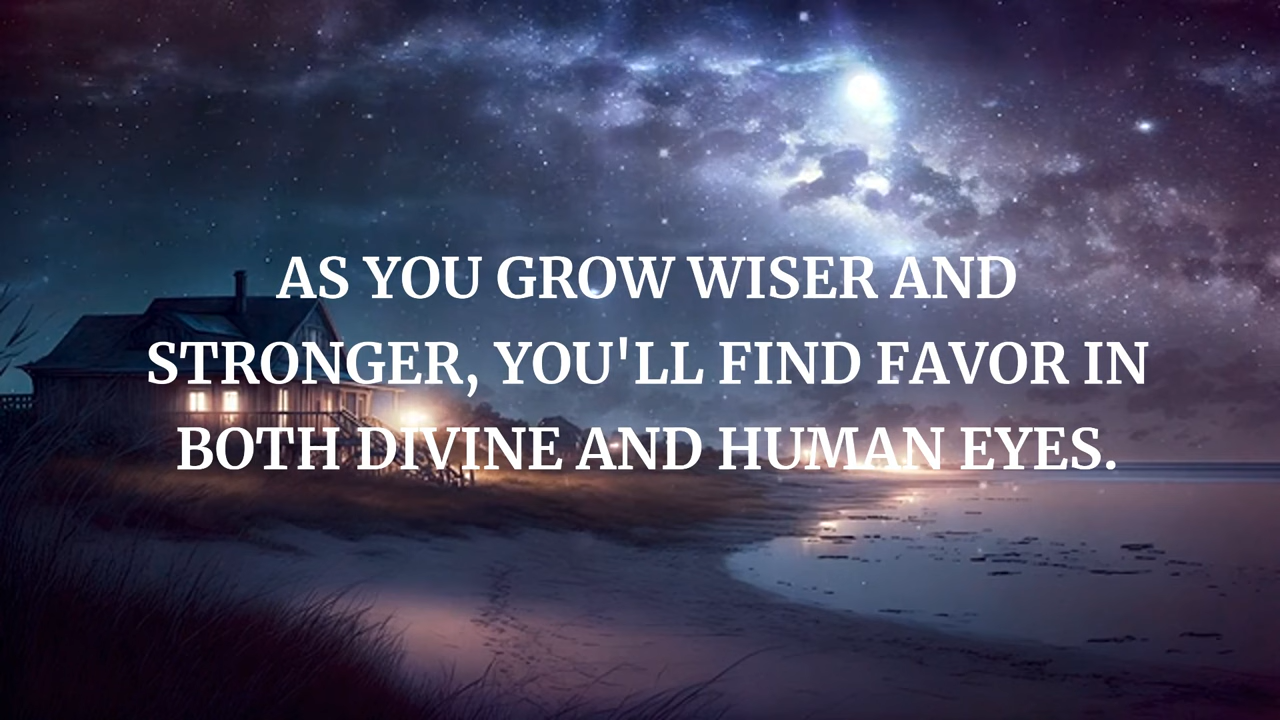 AS YOU GROW WISER AND
STRONGER, YOU'LL FIND FAVOR IN
BOTH DIVINE AND HUMAN EYES.